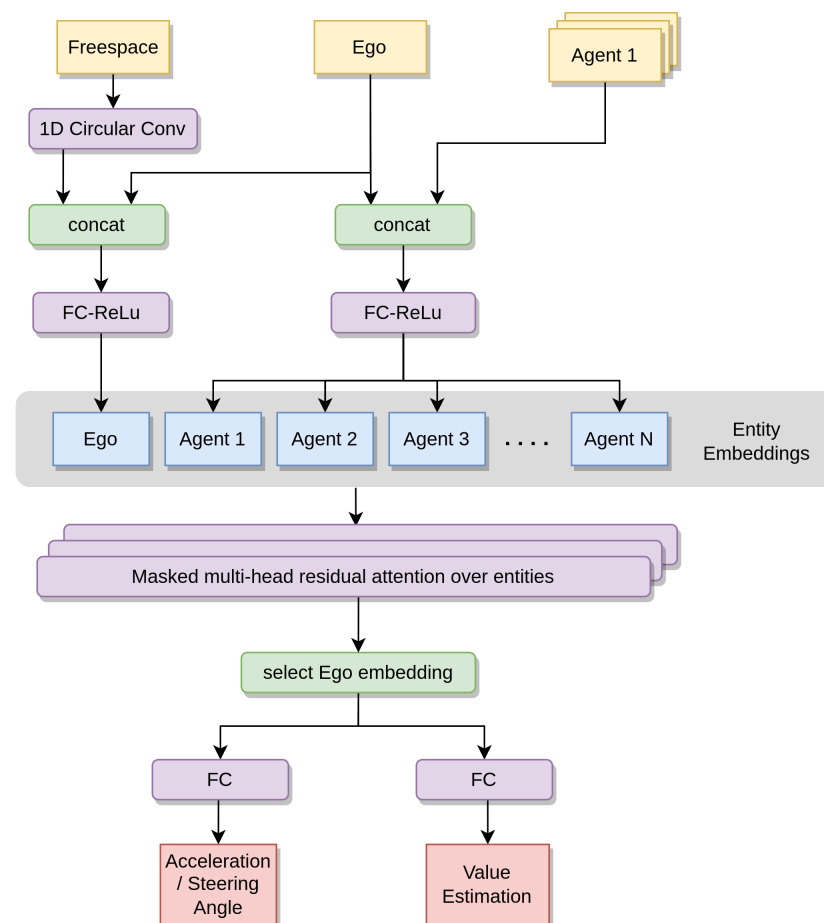 Freespace
Ego
Agent 1
1D Circular Conv
concat
concat
FC-ReLu
FC-ReLu
Ego
Agent 1
Agent 2
Agent 3
. . . .
Agent N
Entity
Embeddings
Masked multi-head residual attention over entities
select Ego embedding
FC
FC
Acceleration
/ Steering
Angle
Value
Estimation